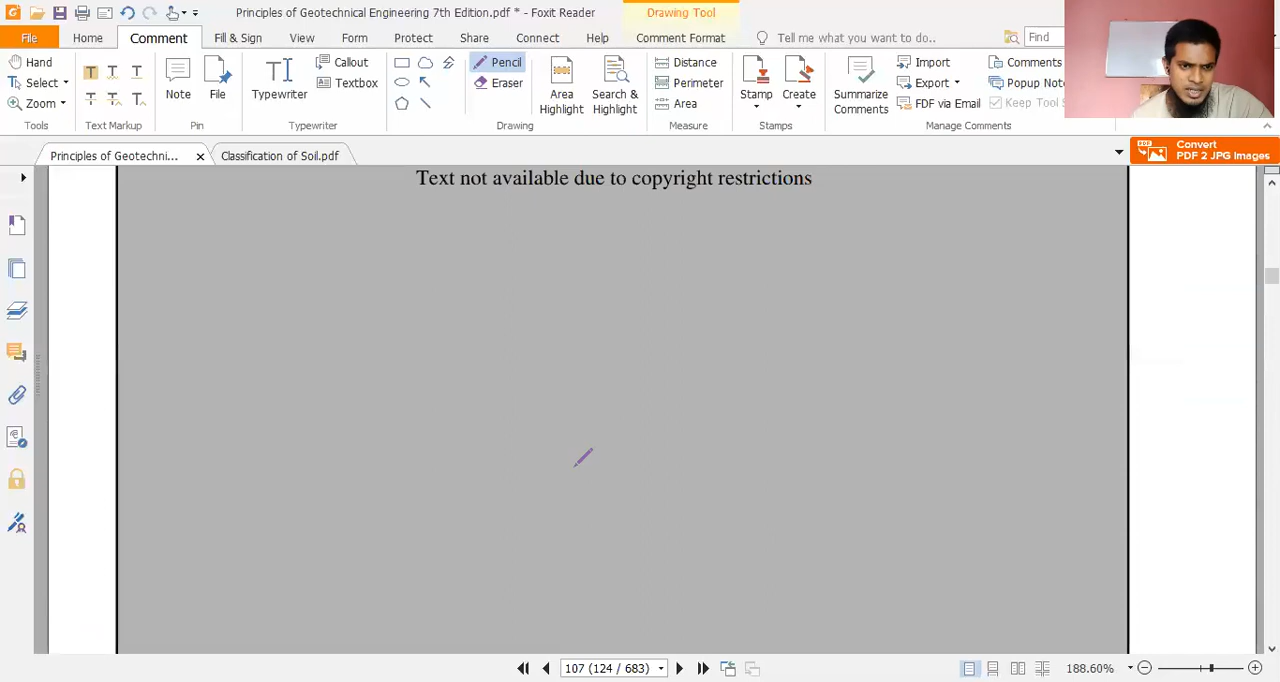 Principles of Geotechnical Engineering 7th Edition.pdf * - Foxit Reader
Drawing Tool
File Home Comment Fill & Sign View Form Protect Share Connect Help Comment Format Tell me what you want to do.. Find
Hand
Select
Zoom
Tools
Text Markup
Note
File
Pin
Typewriter
Callout
Textbox
Typewriter
Pencil
Eraser
Drawing
Area
Highlight
Search &
Highlight
Distance
Perimeter
Area
Measure
Stamp
Create
Stamps
Summarize
Comments
Import
Export
FDF via Email
Comments
Popup Note
Keep Tool S
Manage Comments
Principles of Geotechni...
Classification of Soil.pdf
Convert
PDF 2 JPG Images
Text not available due to copyright restrictions
107 (124 / 683)
188.60%